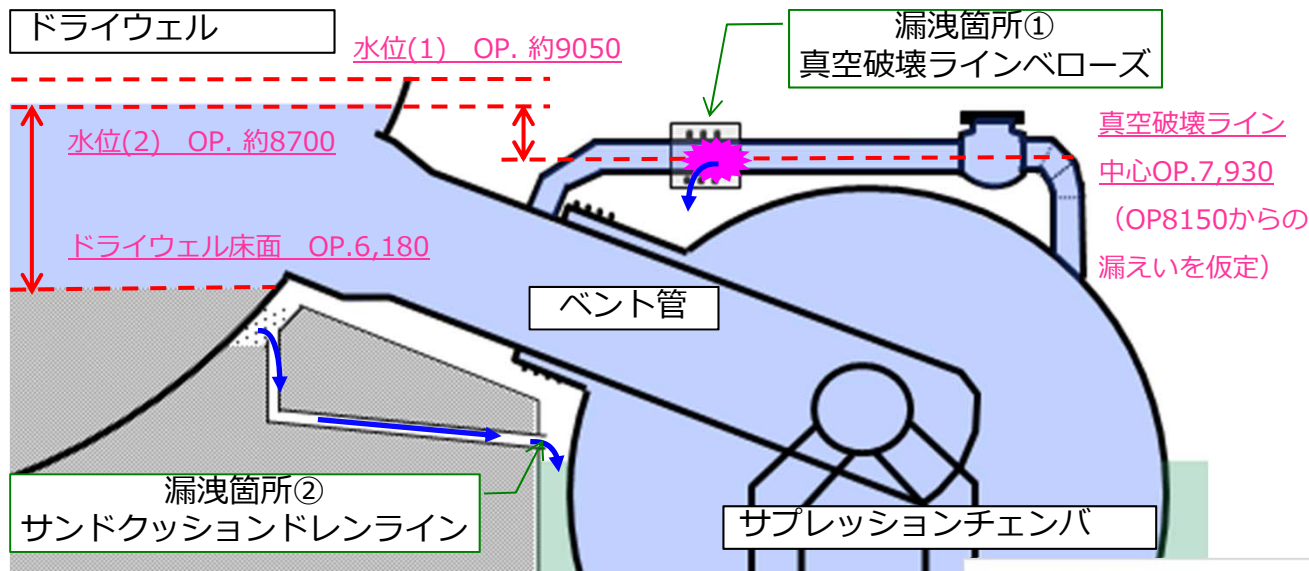 ドライウェル
水位(1) OP. 約9050
漏洩箇所①
真空破壊ラインベローズ
水位(2) OP. 約8700
真空破壊ライン
中心OP.7,930
（OP8150からの
漏えいを仮定）
ドライウェル床面 OP.6,180
ベント管
漏洩箇所②
サンドクッションドレンライン
サプレッションチェンバ